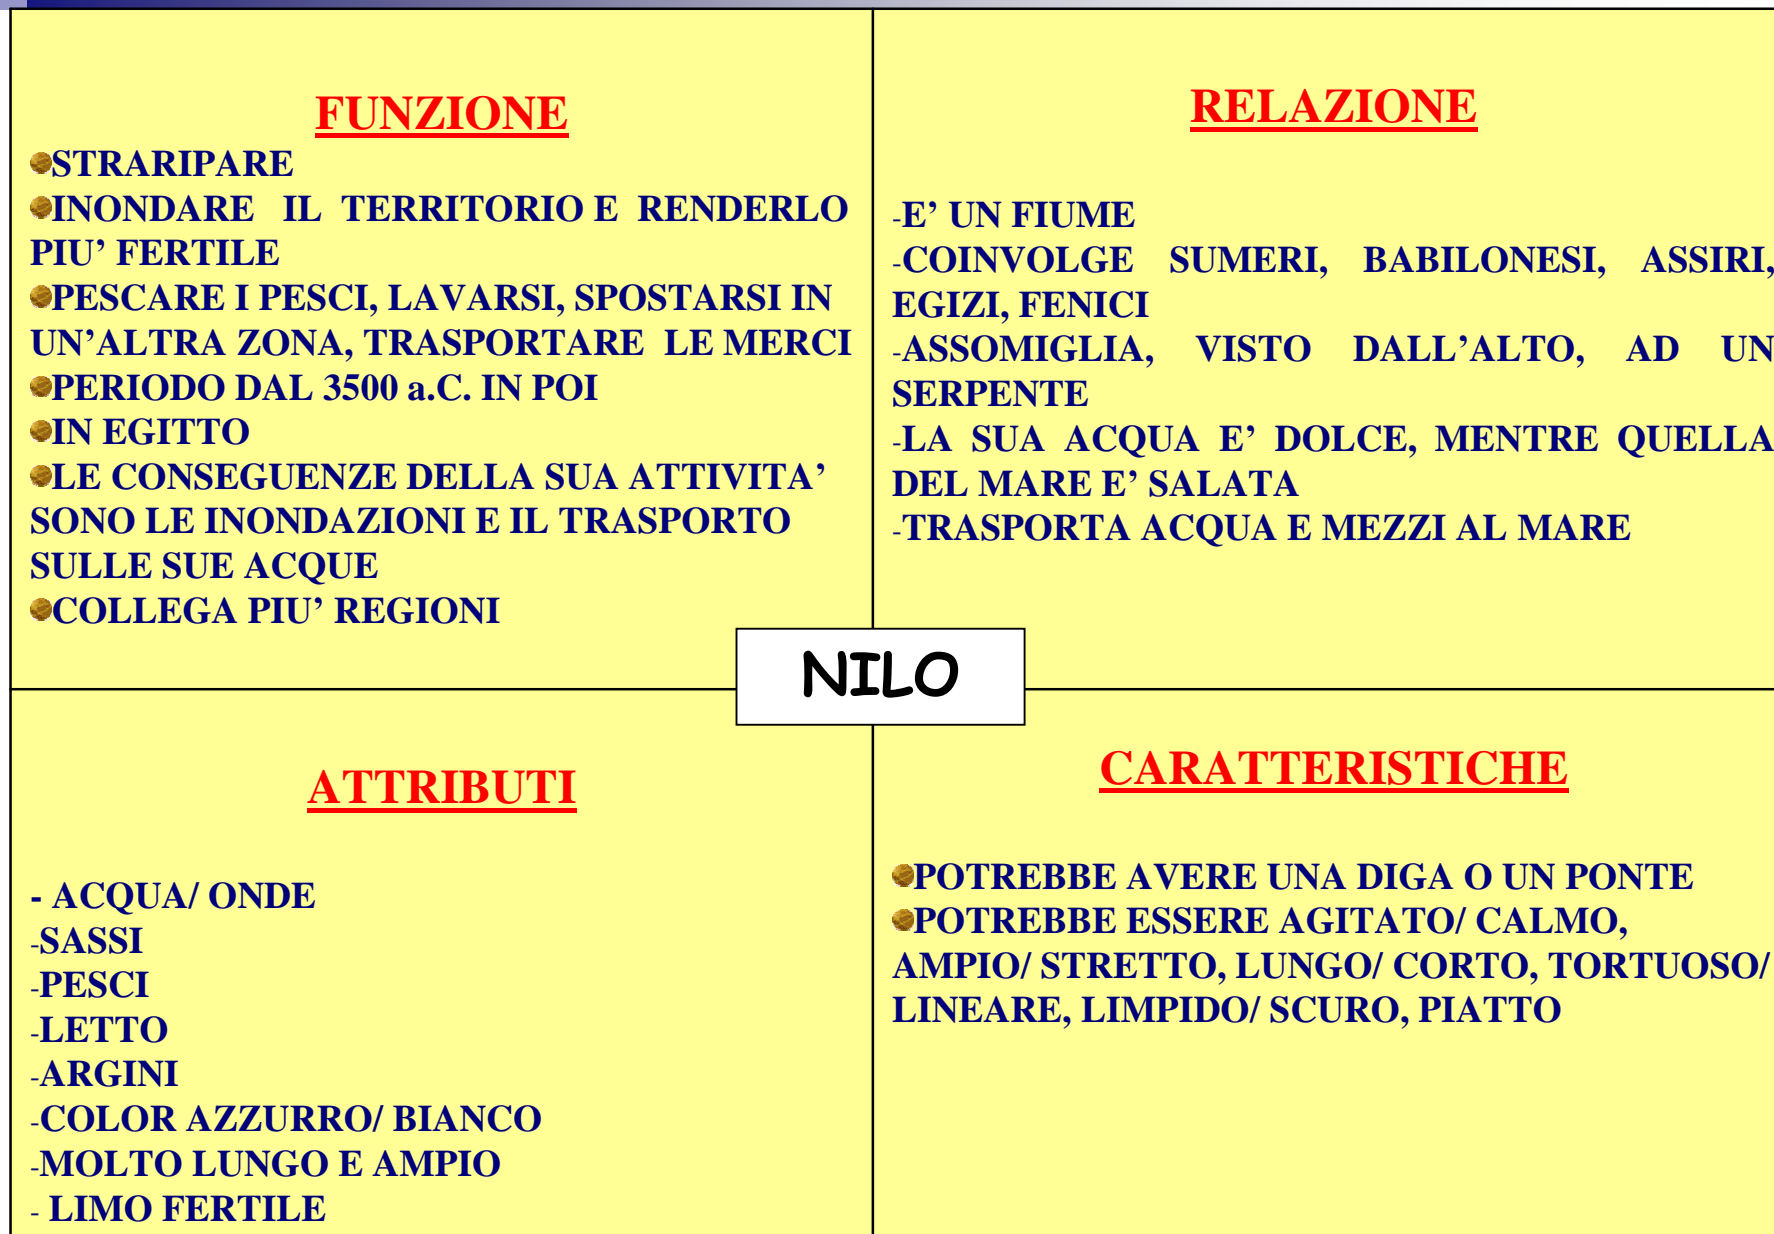 FUNZIONE
STRARIPARE
INONDARE IL TERRITORIO E RENDERLO
PIU’ FERTILE
PESCARE I PESCI, LAVARSI, SPOSTARSI IN
UN’ALTRA ZONA, TRASPORTARE LE MERCI
PERIODO DAL 3500 a.C. IN POI
IN EGITTO
LE CONSEGUENZE DELLA SUA ATTIVITA’
SONO LE INONDAZIONI E IL TRASPORTO
SULLE SUE ACQUE
COLLEGA PIU’ REGIONI
RELAZIONE
-E’ UN FIUME
-COINVOLGE SUMERI, BABILONESI, ASSIRI,
EGIZI, FENICI
-ASSOMIGLIA, VISTO DALL’ALTO, AD UN
SERPENTE
-LA SUA ACQUA E’ DOLCE, MENTRE QUELLA
DEL MARE E’ SALATA
-TRASPORTA ACQUA E MEZZI AL MARE
NILO
ATTRIBUTI
- ACQUA/ ONDE
-SASSI
-PESCI
-LETTO
-ARGINI
-COLOR AZZURRO/ BIANCO
-MOLTO LUNGO E AMPIO
- LIMO FERTILE
CARATTERISTICHE
POTREBBE AVERE UNA DIGA O UN PONTE
POTREBBE ESSERE AGITATO/ CALMO,
AMPIO/ STRETTO, LUNGO/ CORTO, TORTUOSO/
LINEARE, LIMPIDO/ SCURO, PIATTO